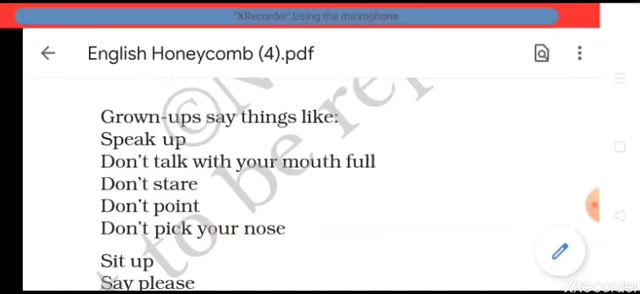 "XRecorder".Using the microphone
English Honeycomb (4).pdf
Grown-ups say things like:
Speak up
Don't talk with your mouth full
Don't stare
Don't point
Don't pick your nose
Sit up
Say please
XRecorder